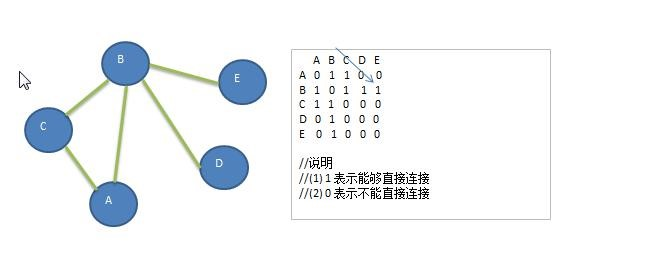 B
E
C
D
A
A B C D E
A 0 1 1 0 0
B 1 0 1 1 1
C 1 1 0 0 0
D 0 1 0 0 0
E 0 1 0 0 0
//说明
//(1) 1 表示能够直接连接
//(2) 0 表示不能直接连接